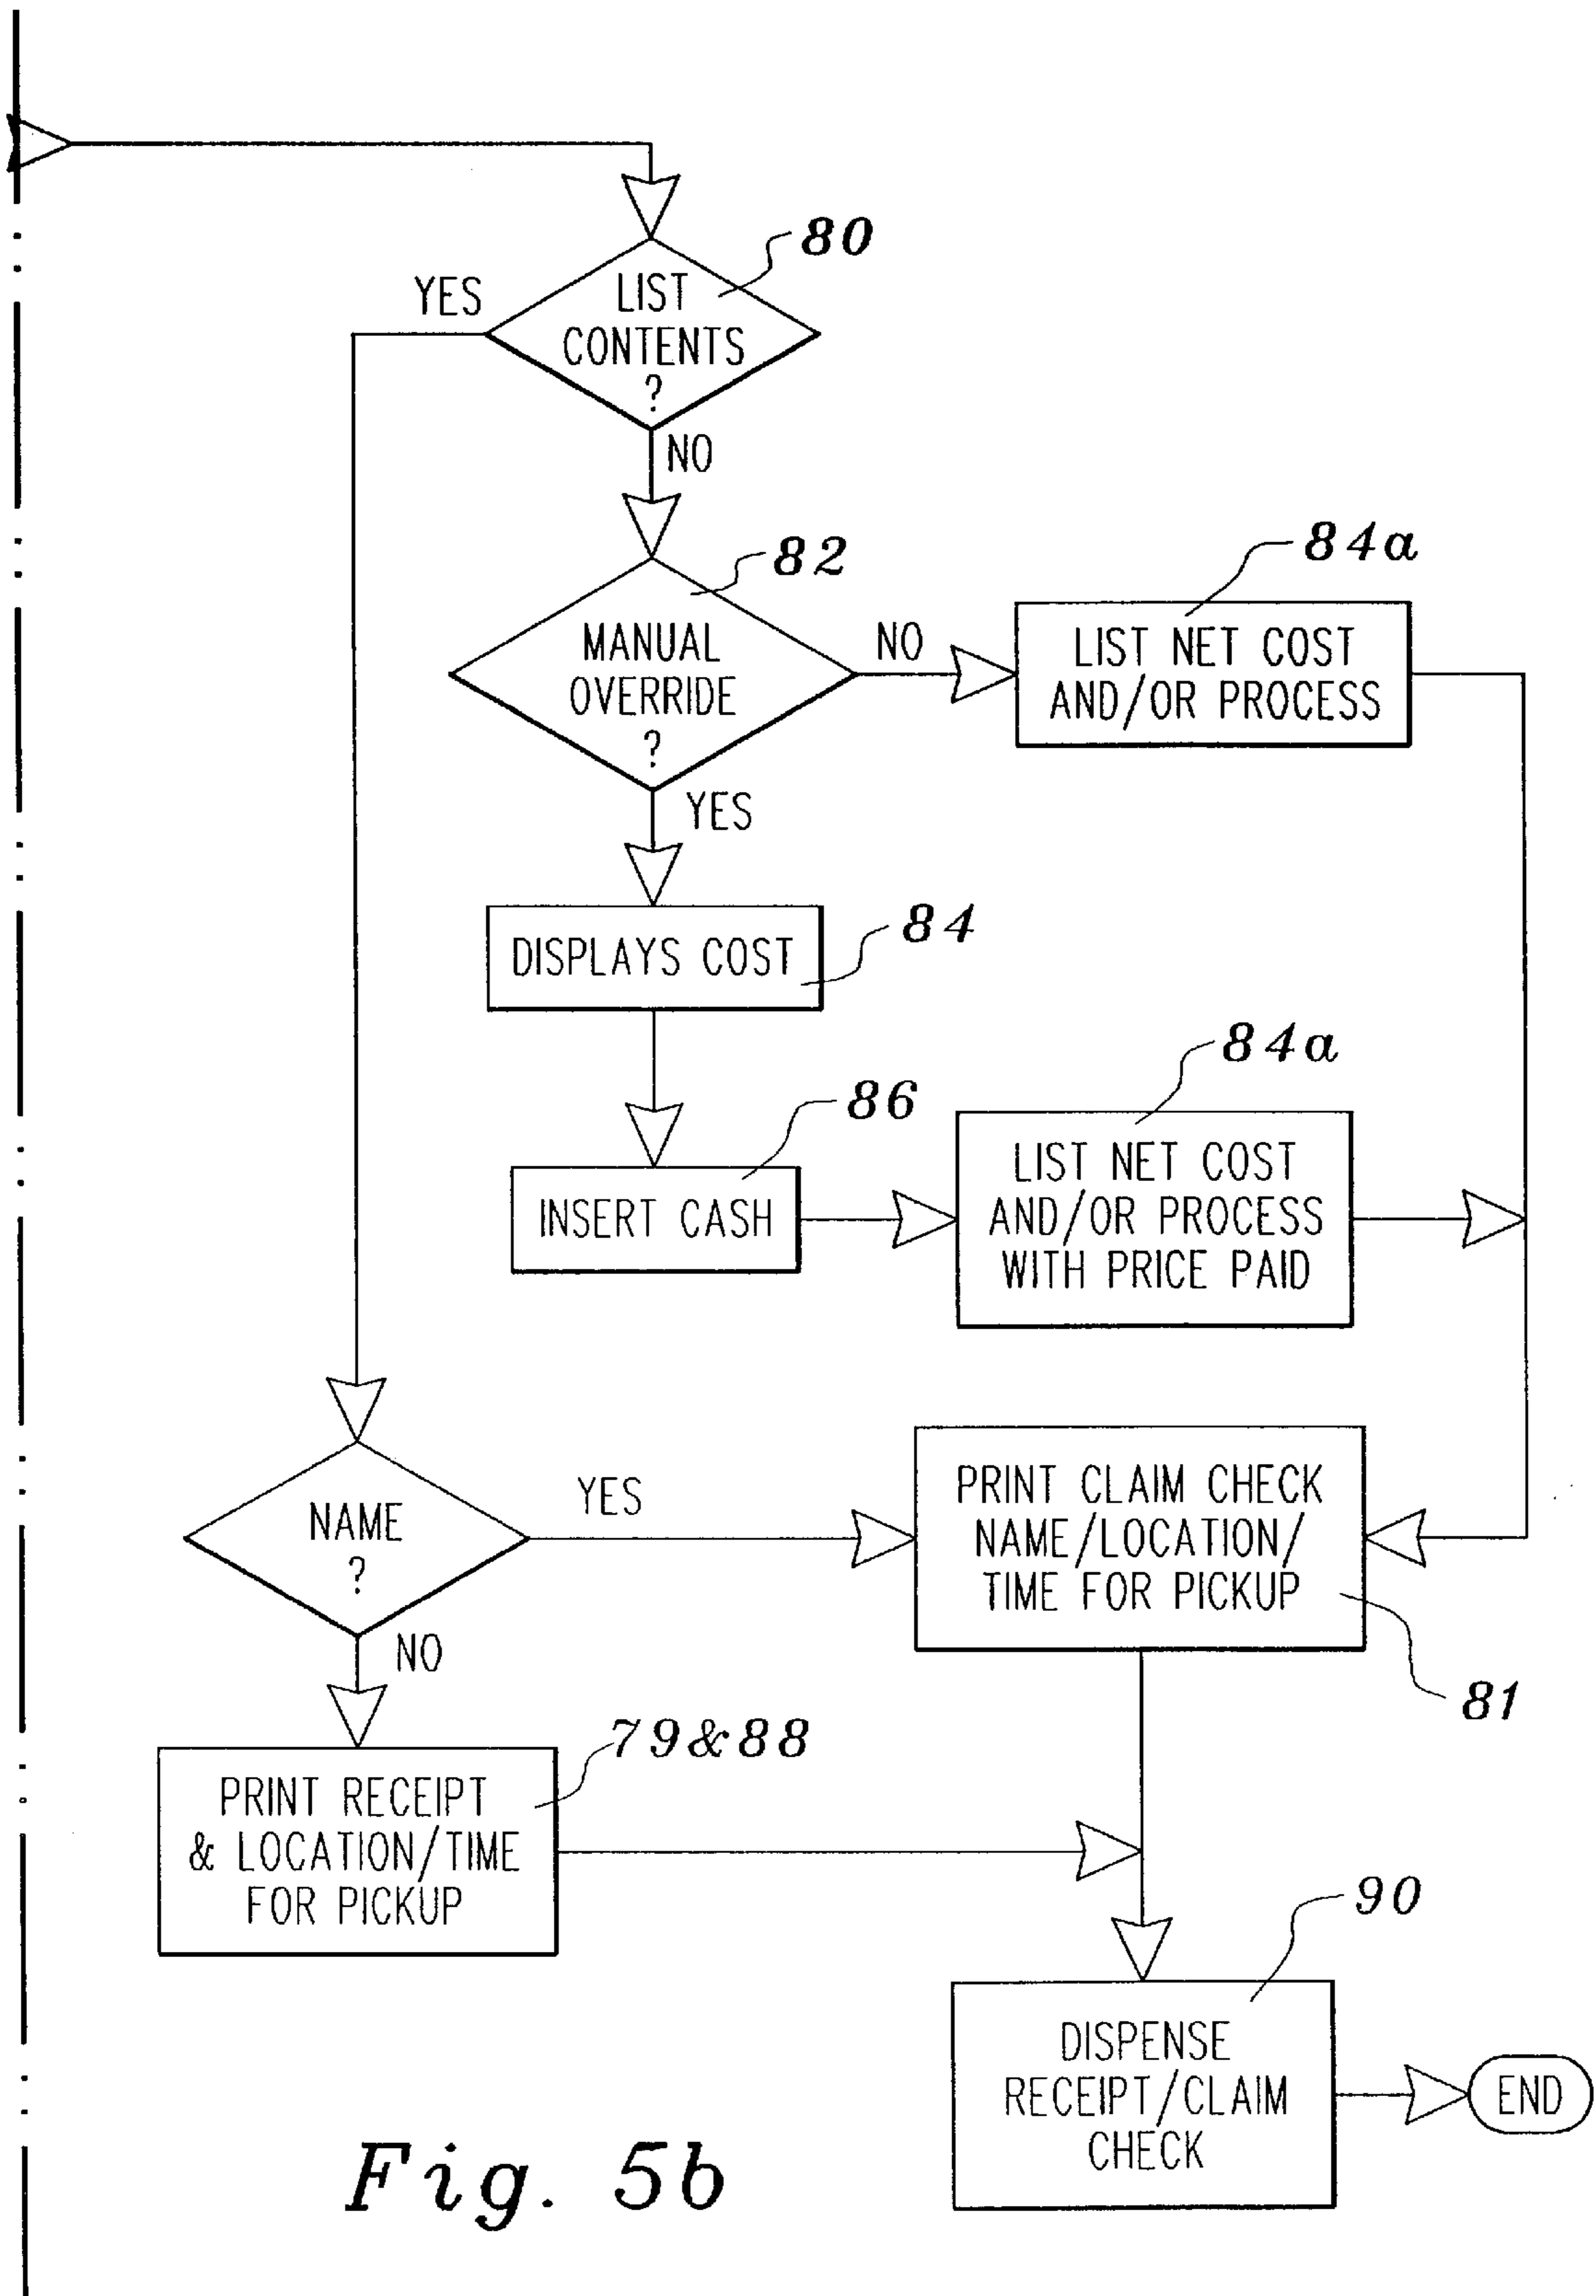 80
YES
LIST
CONTENTS
?
NO
82
84a
MANUAL
OVERRIDE
?
NO
LIST NET COST
AND/OR PROCESS
YES
84
DISPLAYS COST
84a
86
INSERT CASH
LIST NET COST
AND/OR PROCESS
WITH PRICE PAID
NAME
?
YES
PRINT CLAIM CHECK
NAME/LOCATION/
TIME FOR PICKUP
NO
81
79&88
PRINT RECEIPT
& LOCATION/TIME
FOR PICKUP
90
DISPENSE
RECEIPT/CLAIM
CHECK
END
Fig. 5b